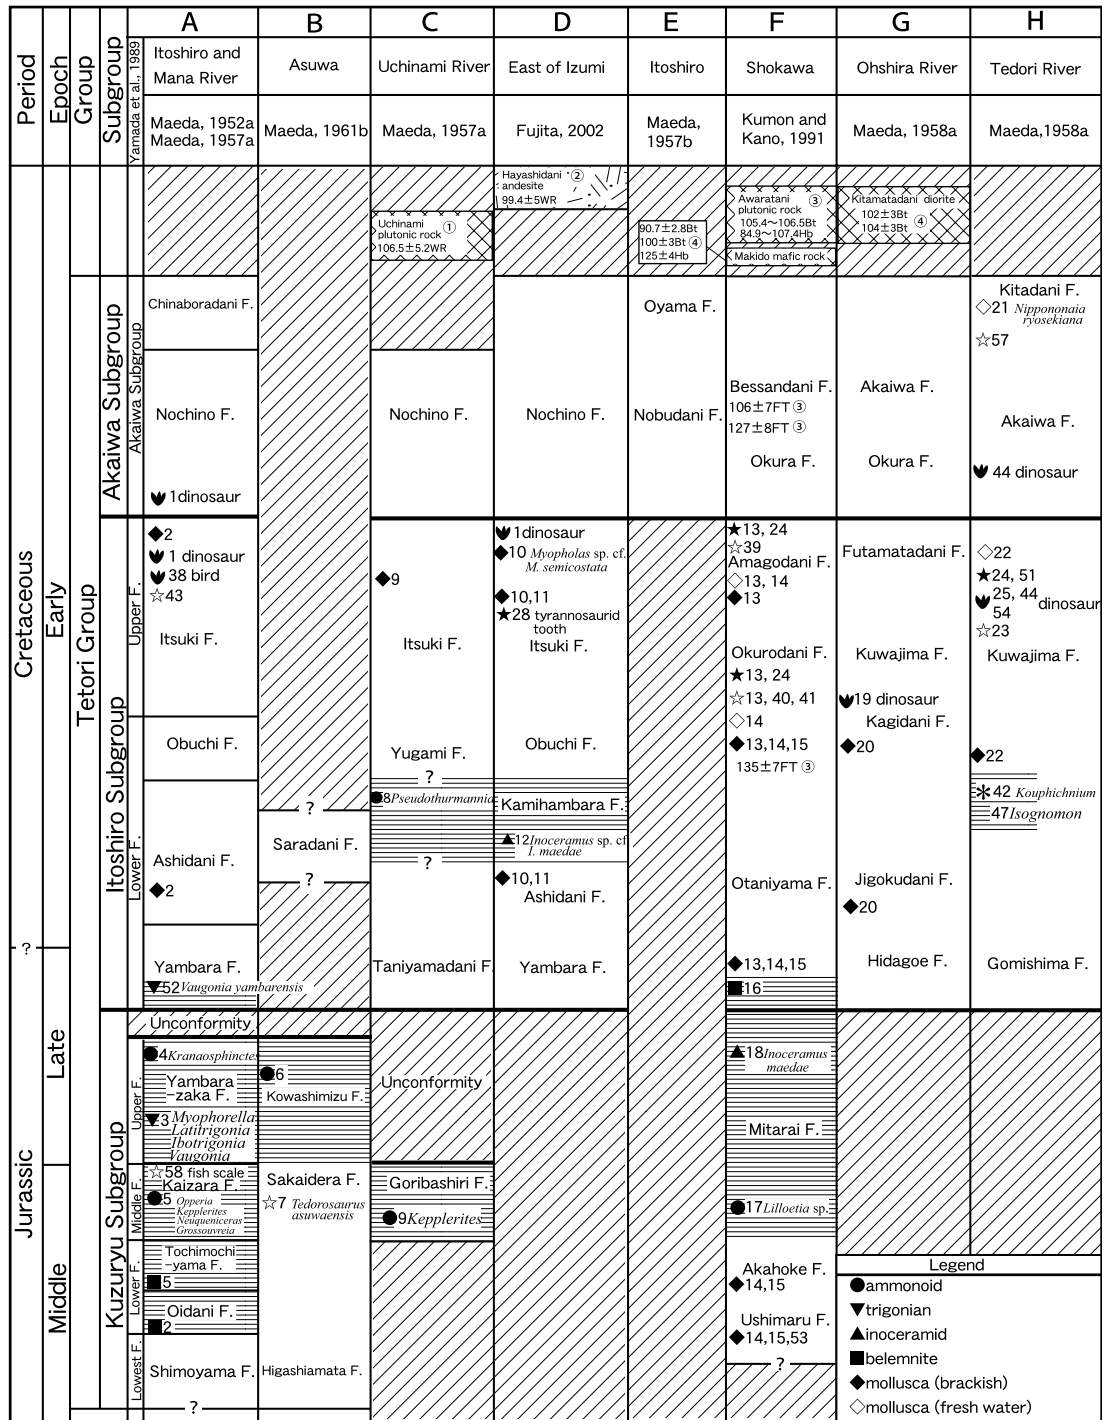 A
B
C
D
E
F
G
H
Period
Epoch
Group
Subgroup
Yamada et al., 1989
Itoshiro and
Mana River
Asuwa
Uchinami River
East of Izumi
Itoshiro
Shokawa
Ohshira River
Tedori River
Maeda, 1952a
Maeda, 1957a
Maeda, 1961b
Maeda, 1957a
Fujita, 2002
Maeda,
1957b
Kumon and
Kano, 1991
Maeda, 1958a
Maeda,1958a
Cretaceous
Jurassic
?
Early
Late
Middle
Tetori Group
Akaiwa Subgroup
Itoshiro Subgroup
Kuzuryu Subgroup
Akaiwa Subgroup
Upper F.
Lower F.
Upper F.
Middle F.
Lower F.
Lowest F.
Chinaboradani F.
Nochino F.
1dinosaur
◆2
1 dinosaur
38 bird
☆43
Itsuki F.
Obuchi F.
Ashidani F.
◆2
Yambara F.
▼52 Vaugonia yambarensis
Unconformity
●4 Kranaosphinctes
Yambara
-zaka F.
▼3 Myophorella
Latitrigonia
Ibotrigonia
Vaugonia
☆58 fish scale
Kaizara F.
●5 Opperia
Kepplerites
Neuqueniceras
Grossouvreia
Tochimochi
-yama F.
■5
Oidani F.
■2
Shimoyama F.
?
?
Saradani F.
?
●6
Kowashimizu F.
Sakaidera F.
☆7 Tedorosaurus
asuwaensis
Higashiamata F.
Uchinami ①
plutonic rock
106.5±5.2WR
Nochino F.
◆9
Itsuki F.
Yugami F.
?
●8Pseudothurmannia
?
Taniyamadani F.
Unconformity
Goribashiri F.
●9Kepplerites
Hayashidani ②
andesite
99.4±5WR
Nochino F.
1dinosaur
◆10 Myopholas sp. cf.
M. semicostata
◆10,11
★28 tyrannosaurid
tooth
Itsuki F.
Obuchi F.
Kamihambara F.
▲12Inoceramus sp. cf.
I. maedae
◆10,11
Ashidani F.
Yambara F.
90.7±2.8Bt
100±3Bt ④
125±4Hb
Oyama F.
Nobudani F.
Awaratani ③
plutonic rock
105.4～106.5Bt
84.9～107.4Hb
Makido mafic rock
Bessandani F.
106±7FT ③
127±8FT ③
Okura F.
★13, 24
☆39
Amagodani F.
◇13, 14
◆13
Okurodani F.
★13, 24
☆13, 40, 41
◇14
◆13,14,15
135±7FT ③
Otaniyama F.
◆13,14,15
■16
▲18Inoceramus
maedae
Mitarai F.
●17Lilloetia sp.
Akahoke F.
◆14,15
Ushimaru F.
◆14,15,53
?
Kitamatadani diorite
102±3Bt
104±3Bt ④
Akaiwa F.
Okura F.
Futamatadani F.
Kuwajima F.
19 dinosaur
Kagidani F.
◆20
Jigokudani F.
◆20
Hidagoe F.
Kitadani F.
◇21 Nippononaia
ryosekiana
☆57
Akaiwa F.
44 dinosaur
◇22
★24, 51
25, 44
54 dinosaur
☆23
Kuwajima F.
◆22
✻42 Kouphichnium
47Isognomon
Gomishima F.
Legend
●ammonoid
▼trigonian
▲inoceramid
■belemnite
◆mollusca (brackish)
◇mollusca (fresh water)